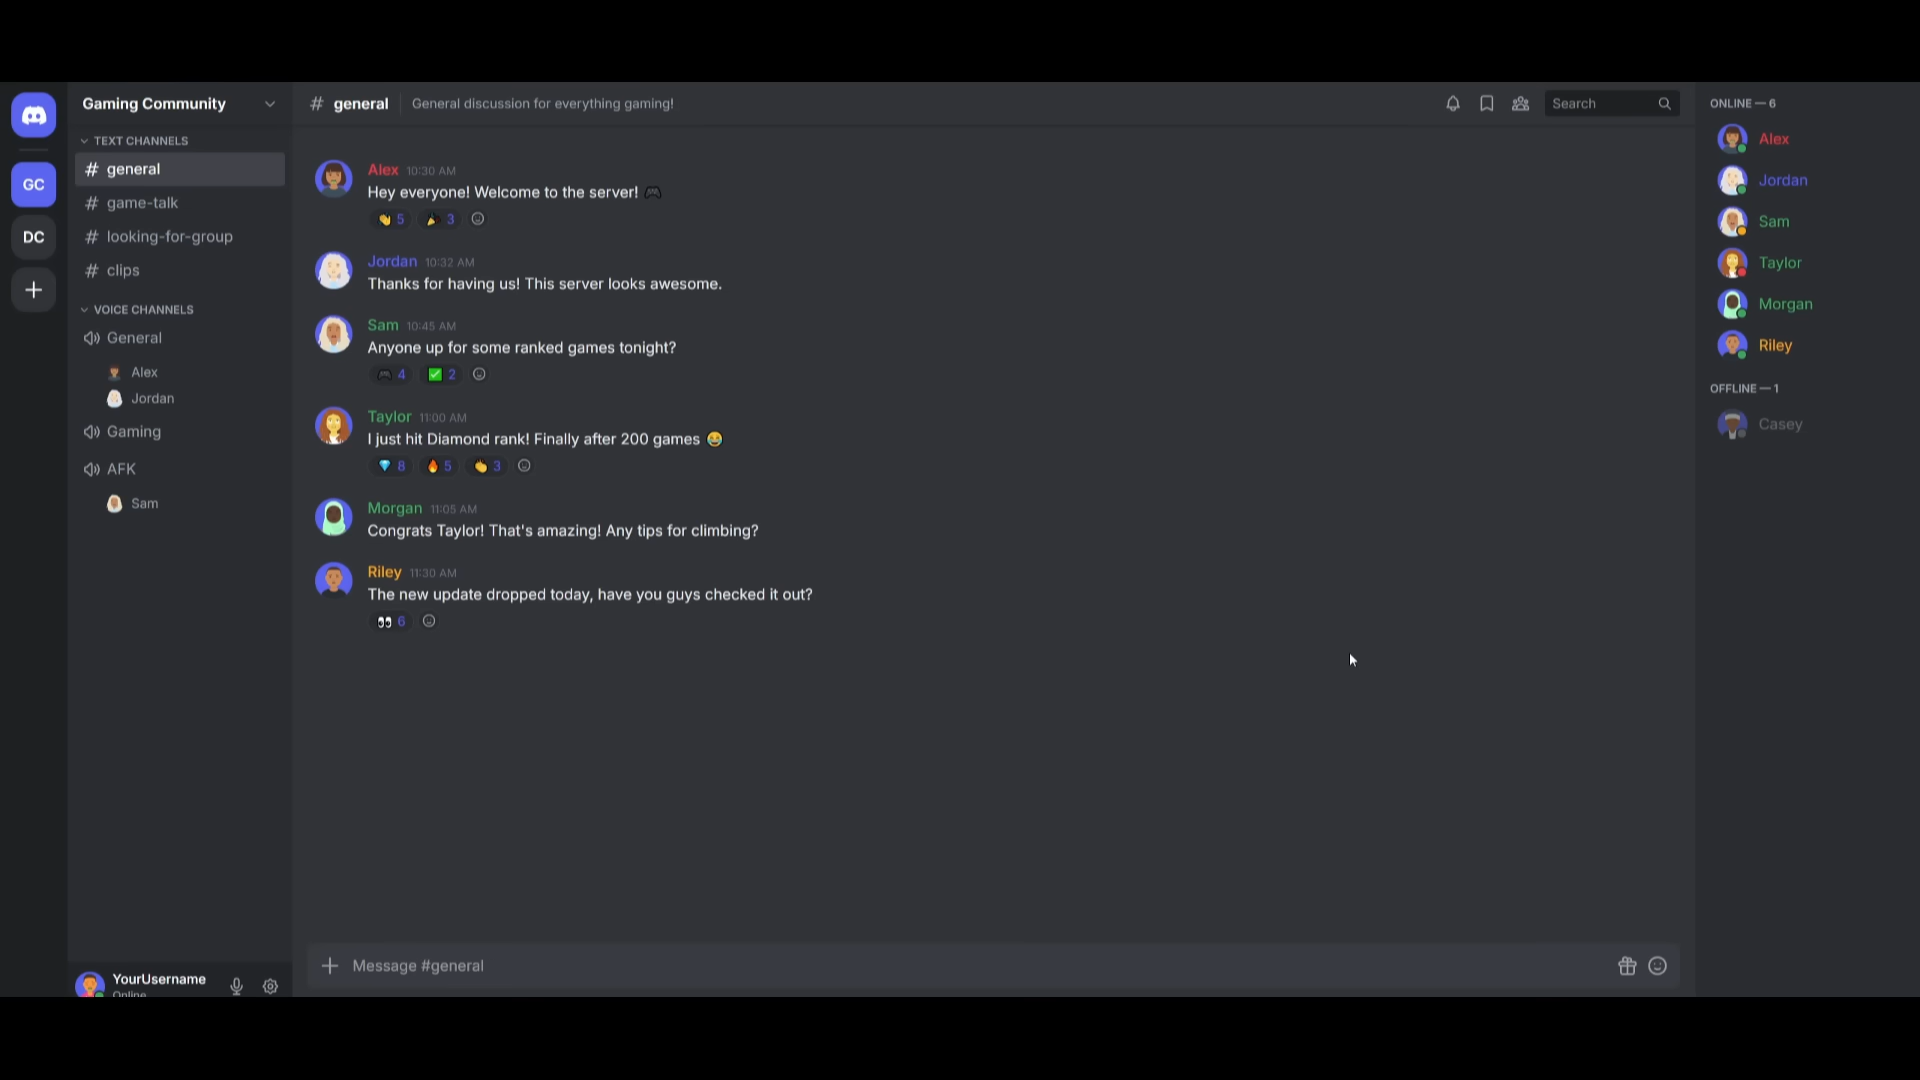 Gaming Community
# general
General discussion for everything gaming!
Search
TEXT CHANNELS
# general
# game-talk
# looking-for-group
# clips
VOICE CHANNELS
General
Alex
Jordan
Gaming
AFK
Sam
GC
DC
YourUsername
Online
Alex 10:30 AM
Hey everyone! Welcome to the server! 🎮
👏 5 🎉 3
Jordan 10:32 AM
Thanks for having us! This server looks awesome.
Sam 10:45 AM
Anyone up for some ranked games tonight?
🎮 4 ✅ 2
Taylor 11:00 AM
I just hit Diamond rank! Finally after 200 games 😂
💎 8 🔥 5 👏 3
Morgan 11:05 AM
Congrats Taylor! That's amazing! Any tips for climbing?
Riley 11:30 AM
The new update dropped today, have you guys checked it out?
👀 6
Message #general
ONLINE — 6
Alex
Jordan
Sam
Taylor
Morgan
Riley
OFFLINE — 1
Casey